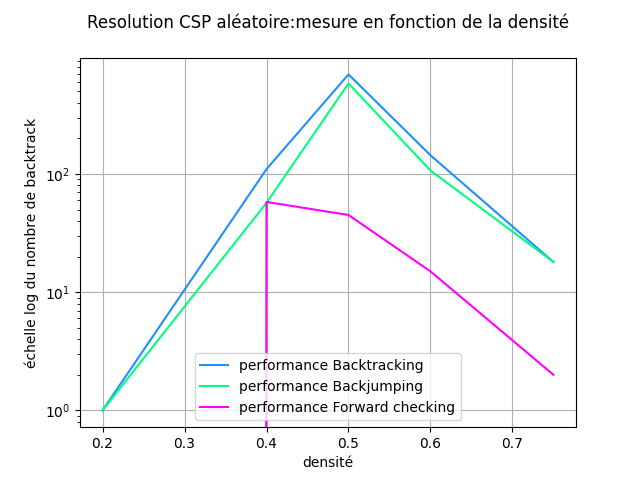 Resolution CSP aléatoire:mesure en fonction de la densité
échelle log du nombre de backtrack
10²
10¹
10⁰
performance Backtracking
performance Backjumping
performance Forward checking
0.2 0.3 0.4 0.5 0.6 0.7
densité